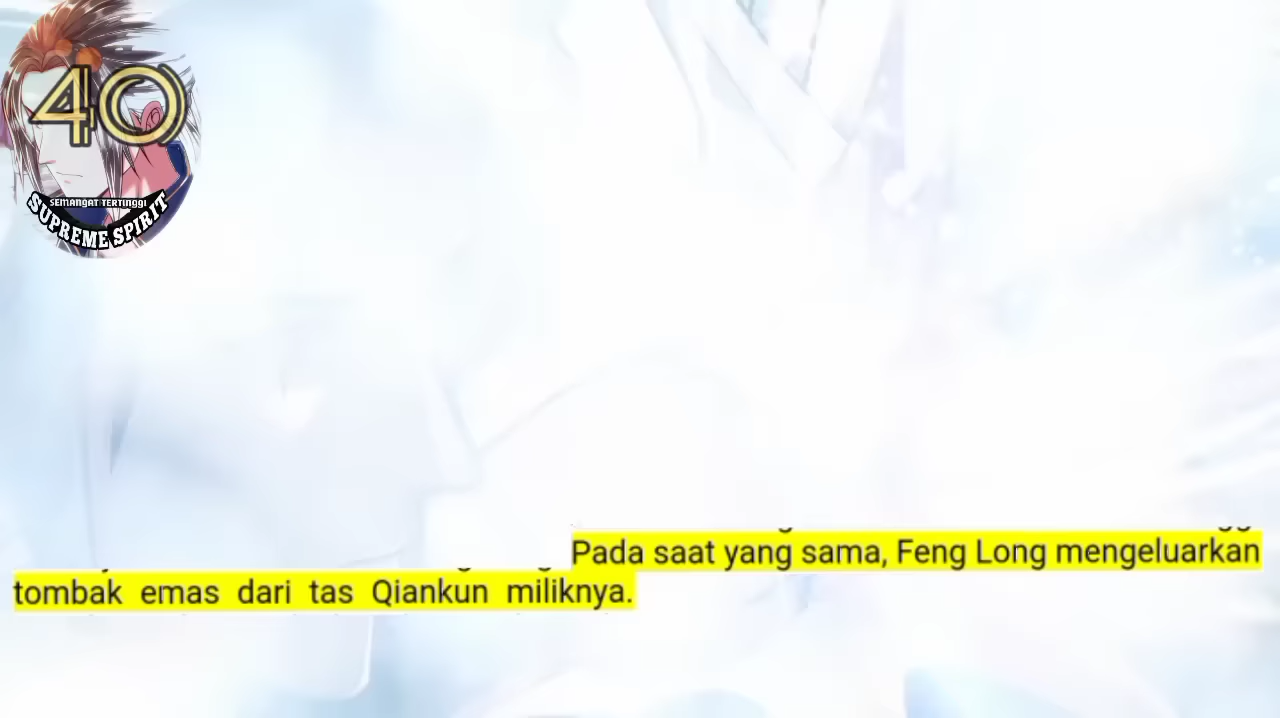 40
SEMANGAT TERTINGGI
SUPREME SPIRIT
Pada saat yang sama, Feng Long mengeluarkan
tombak emas dari tas Qiankun miliknya.